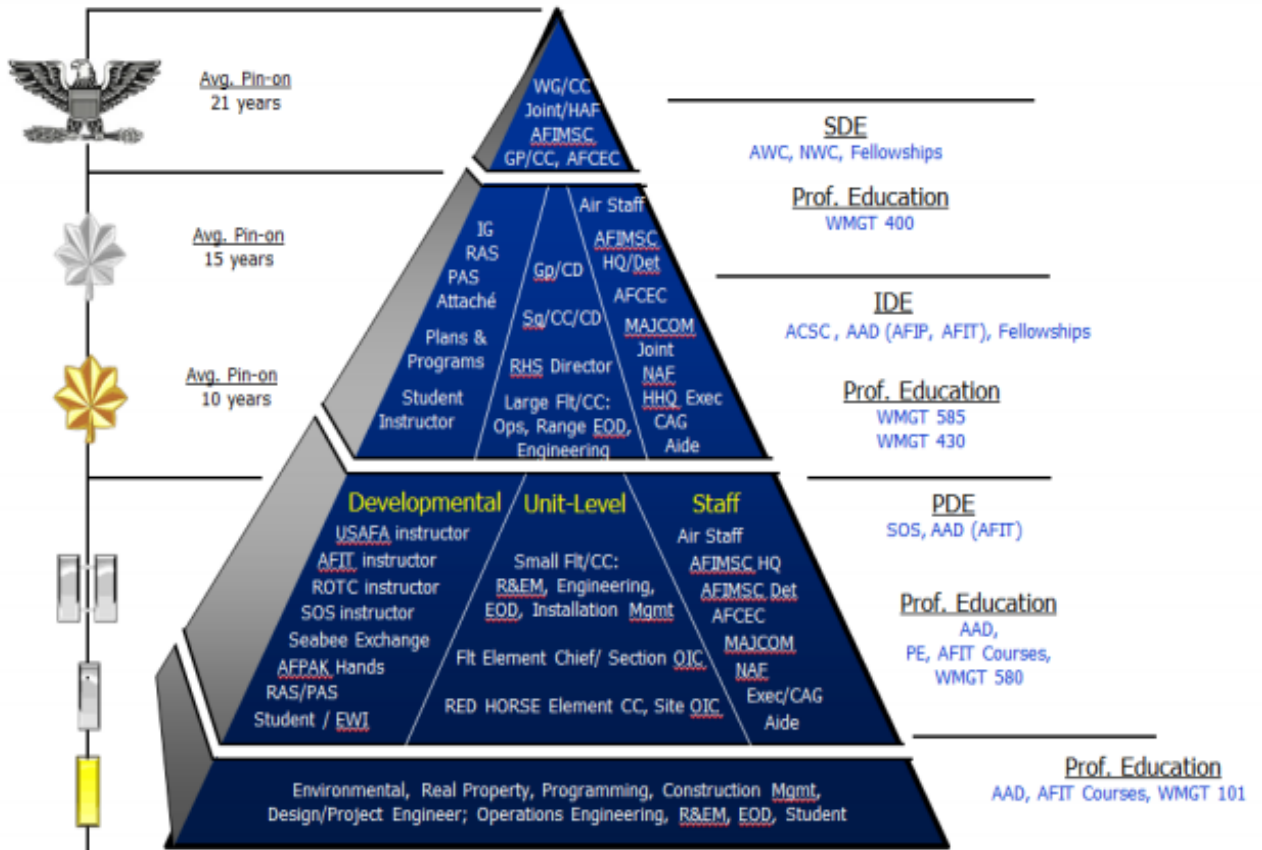 Avg. Pin-on
21 years
Avg. Pin-on
15 years
Avg. Pin-on
10 years
WG/CC
Joint/HAF
AFIMSC
GP/CC, AFCEC
IG
RAS
PAS
Attaché
Plans &
Programs
Student
Instructor
Gp/CD
Sq/CC/CD
RHS Director
Large Flt/CC:
Ops, Range EOD,
Engineering
Air Staff
AFIMSC
HQ/Det
AFCEC
MAJCOM
Joint
NAF
HHQ Exec
CAG
Aide
Developmental
USAFA instructor
AFIT instructor
ROTC instructor
SOS instructor
Seabee Exchange
AFPAK Hands
RAS/PAS
Student / EWI
Unit-Level
Small Flt/CC:
R&EM, Engineering,
EOD, Installation Mgmt
Flt Element Chief/ Section OIC
RED HORSE Element CC, Site OIC
Staff
Air Staff
AFIMSC HQ
AFIMSC Det
AFCEC
MAJCOM
NAF
Exec/CAG
Aide
Environmental, Real Property, Programming, Construction Mgmt,
Design/Project Engineer; Operations Engineering, R&EM, EOD, Student
SDE
AWC, NWC, Fellowships
Prof. Education
WMGT 400
IDE
ACSC , AAD (AFIP, AFIT), Fellowships
Prof. Education
WMGT 585
WMGT 430
PDE
SOS, AAD (AFIT)
Prof. Education
AAD,
PE, AFIT Courses,
WMGT 580
Prof. Education
AAD, AFIT Courses, WMGT 101